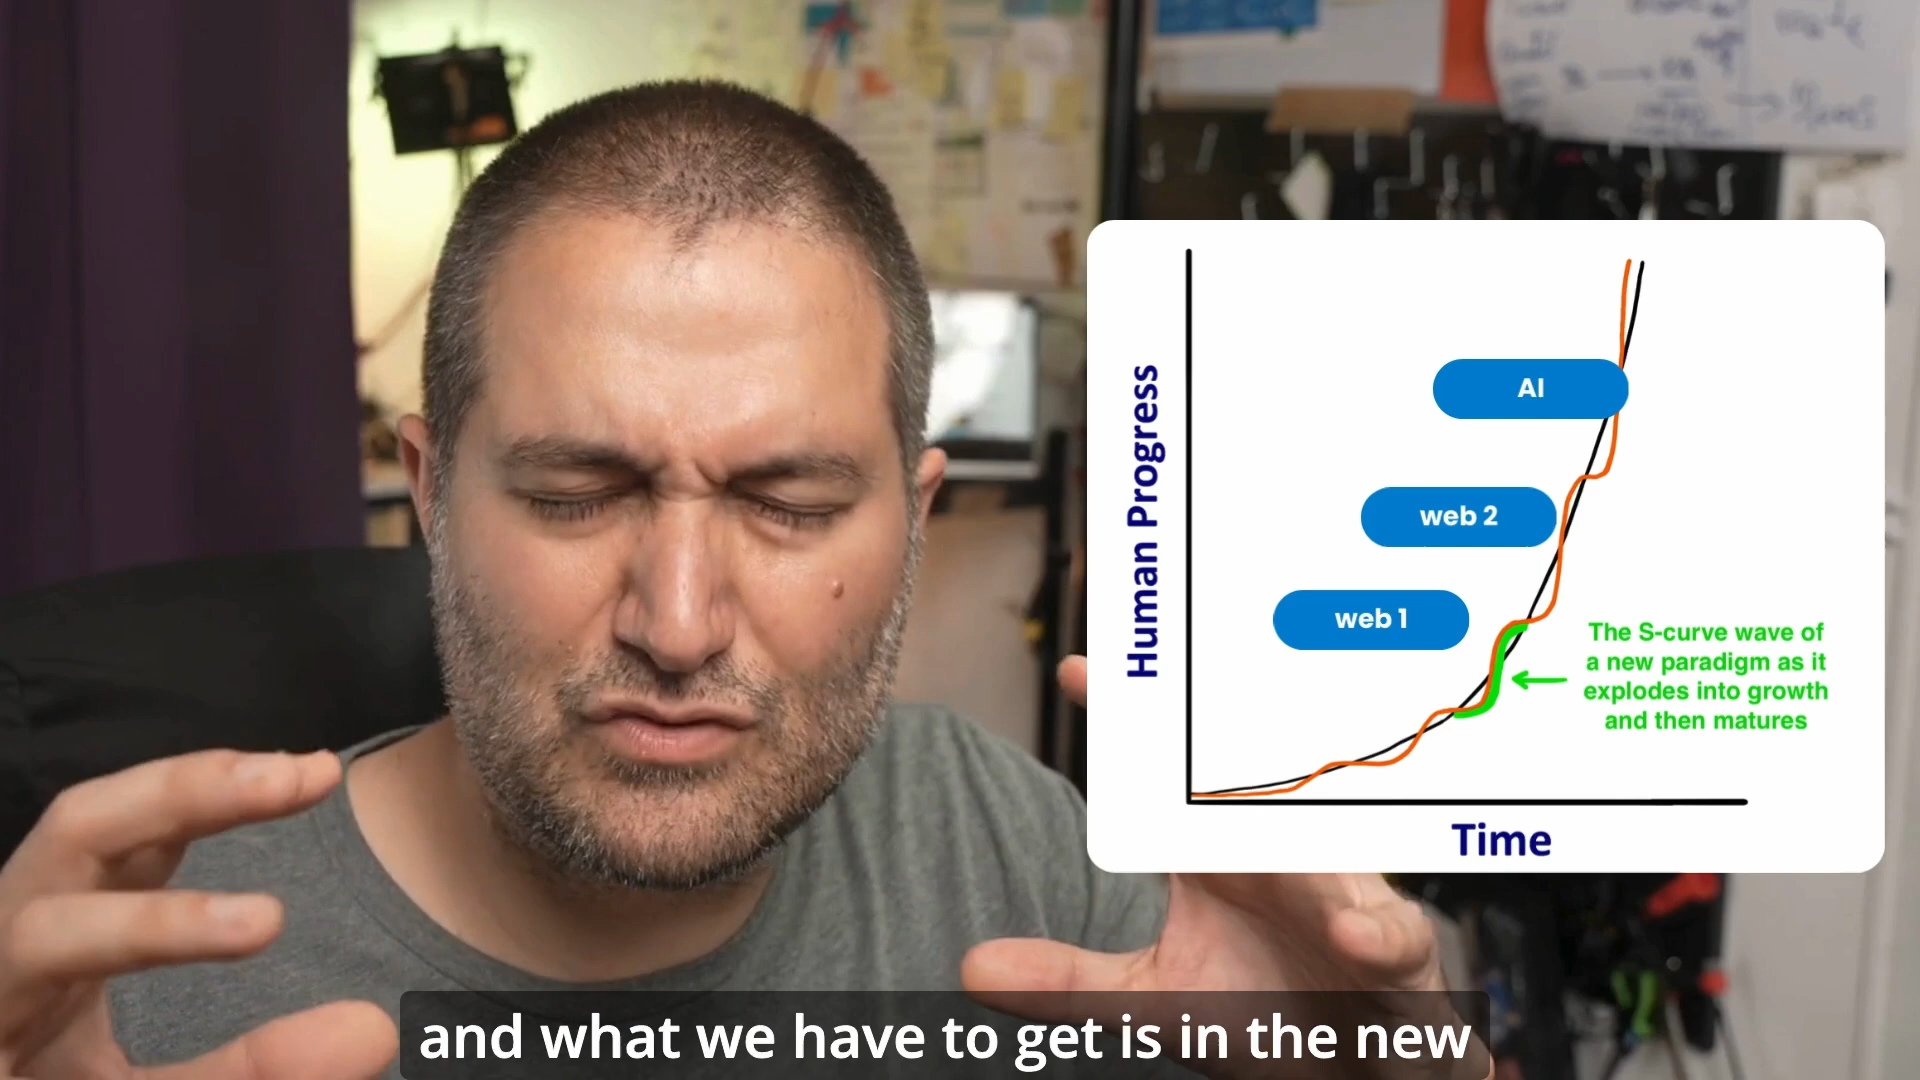 Human Progress
AI
web 2
web 1
The S-curve wave of
a new paradigm as it
explodes into growth
and then matures
Time
and what we have to get is in the new